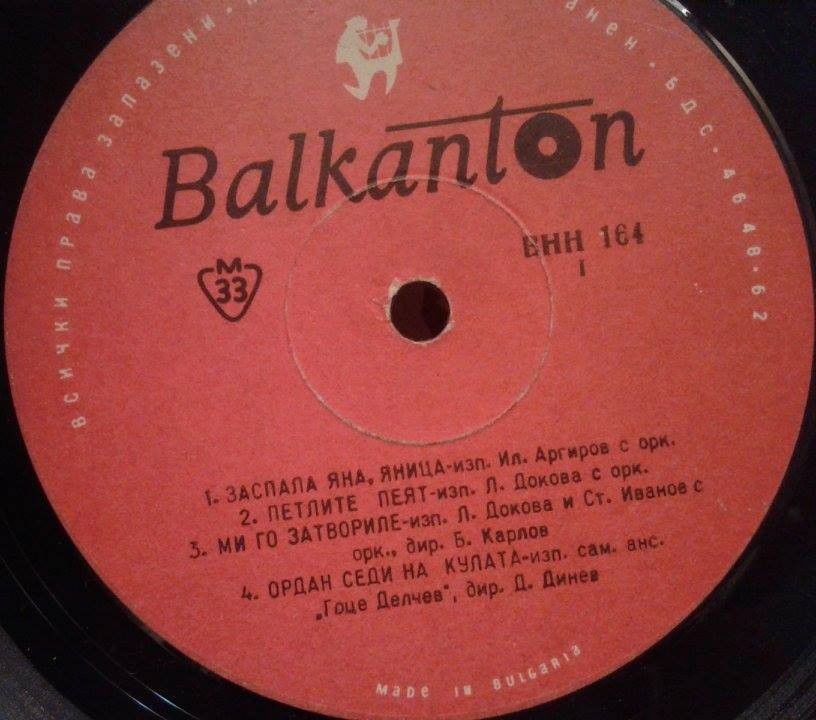 ВСИЧКИ ПРАВА ЗАПАЗЕНИ ·
АНЕН · БДС · 4648-62
Balkanton
М
33
ВНН 164
I
1. ЗАСПАЛА ЯНА, ЯНИЦА-изп. Ил. Аргиров с орк.
2. ПЕТЛИТЕ ПЕЯТ-изп. Л. Докова с орк.
3. МИ ГО ЗАТВОРИЛЕ-изп. Л. Докова и Ст. Иванов с
орк., дир. Б. Карлов
4. ОРДАН СЕДИ НА КУЛАТА-изп. сам. анс.
„Гоце Делчев", дир. Д. Динев
MADE IN BULGARIA